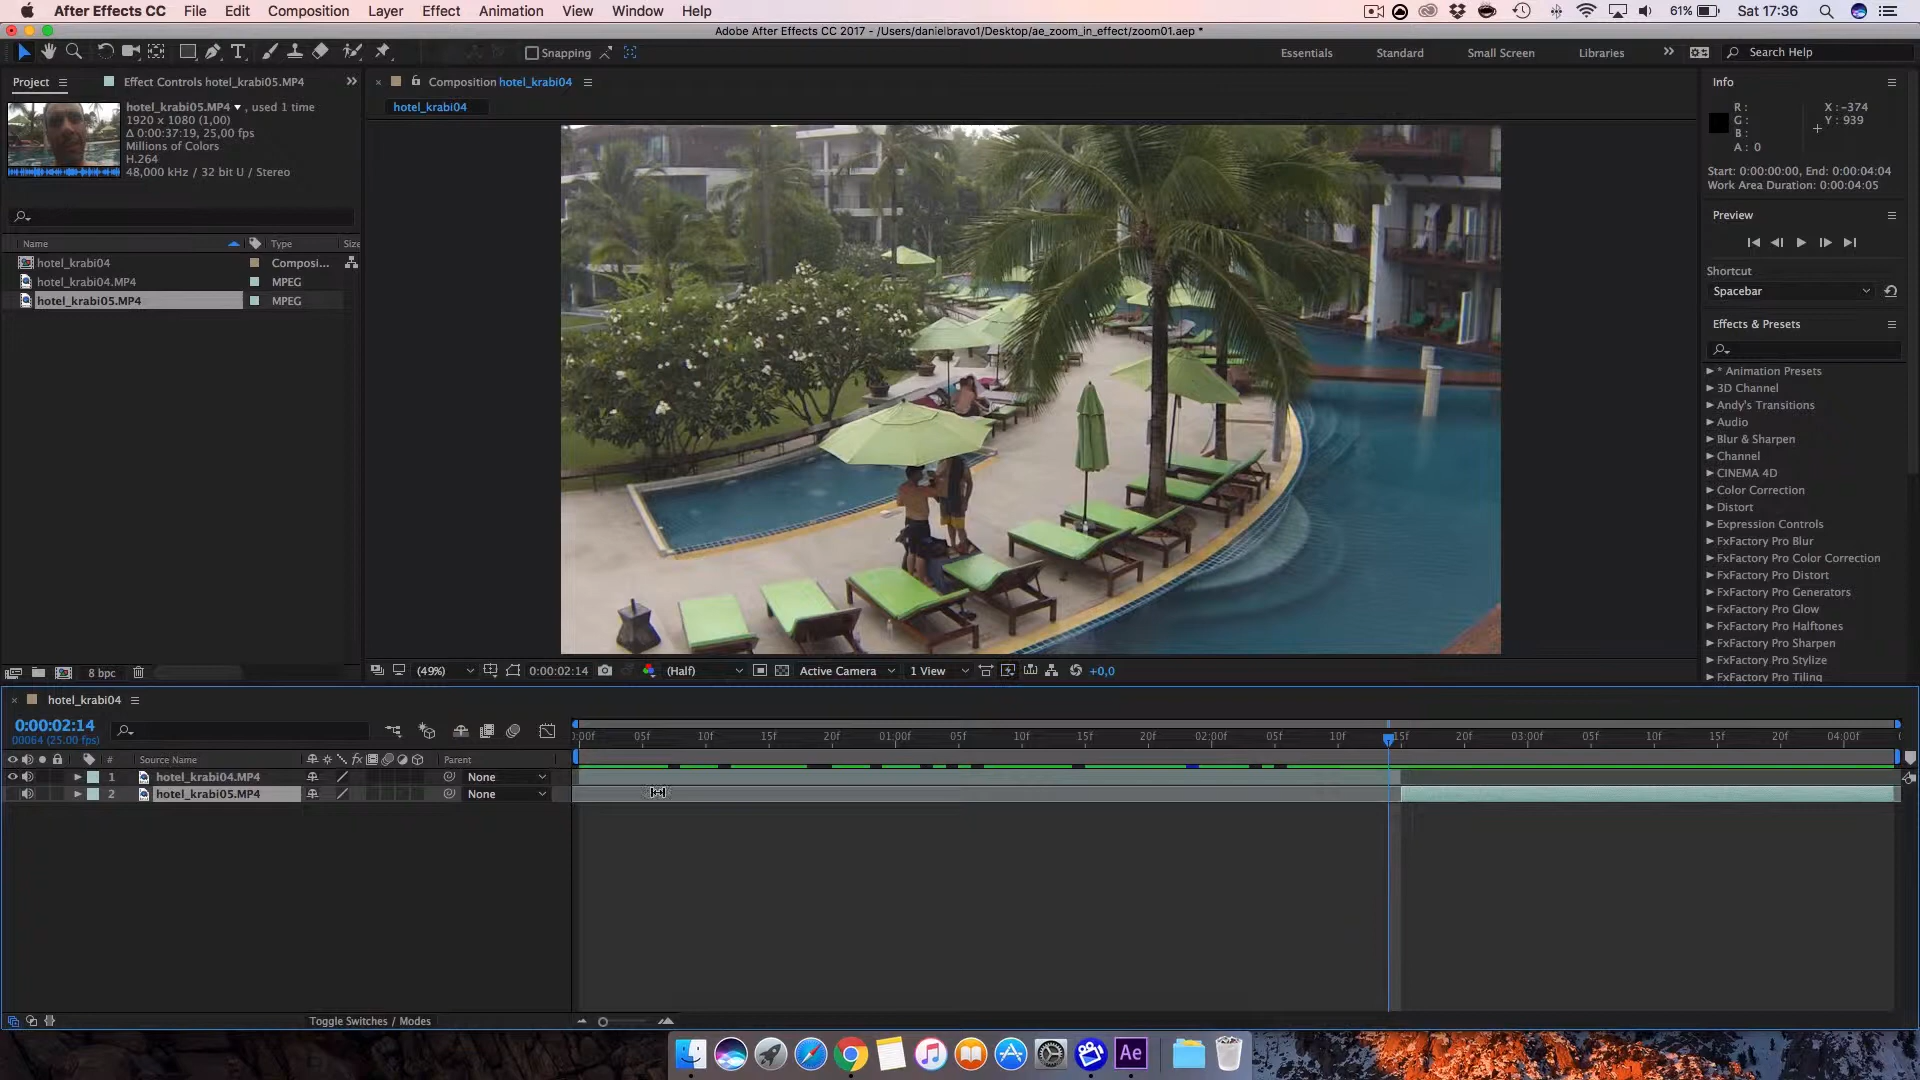 After Effects CC File Edit Composition Layer Effect Animation View Window Help 61% Sat 17:36
Adobe After Effects CC 2017 - /Users/danielbravo1/Desktop/ae_zoom_in_effect/zoom01.aep *
Snapping Essentials Standard Small Screen Libraries Search Help
Project Effect Controls hotel_krabi05.MP4 Composition hotel_krabi04 Info
hotel_krabi05.MP4 , used 1 time
1920 x 1080 (1,00)
Δ 0:00:37:19, 25,00 fps
Millions of Colors
H.264
48,000 kHz / 32 bit U / Stereo
hotel_krabi04
R :
G :
B :
A : 0
X : -374
Y : 939
Start: 0:00:00:00, End: 0:00:04:04
Work Area Duration: 0:00:04:05
Preview
Shortcut
Spacebar
Effects & Presets
* Animation Presets
3D Channel
Andy's Transitions
Audio
Blur & Sharpen
Channel
CINEMA 4D
Color Correction
Distort
Expression Controls
FxFactory Pro Blur
FxFactory Pro Color Correction
FxFactory Pro Distort
FxFactory Pro Generators
FxFactory Pro Glow
FxFactory Pro Halftones
FxFactory Pro Sharpen
FxFactory Pro Stylize
FxFactory Pro Tiling
Name Type Size
hotel_krabi04 Composi...
hotel_krabi04.MP4 MPEG
hotel_krabi05.MP4 MPEG
8 bpc (49%) 0:00:02:14 (Half) Active Camera 1 View +0,0
hotel_krabi04
0:00:02:14
00064 (25.00 fps)
:00f 05f 10f 15f 20f 01:00f 05f 10f 15f 20f 02:00f 05f 10f 15f 20f 03:00f 05f 10f 15f 20f 04:00f
# Source Name fx Parent
1 hotel_krabi04.MP4 None
2 hotel_krabi05.MP4 None
Toggle Switches / Modes
Ae